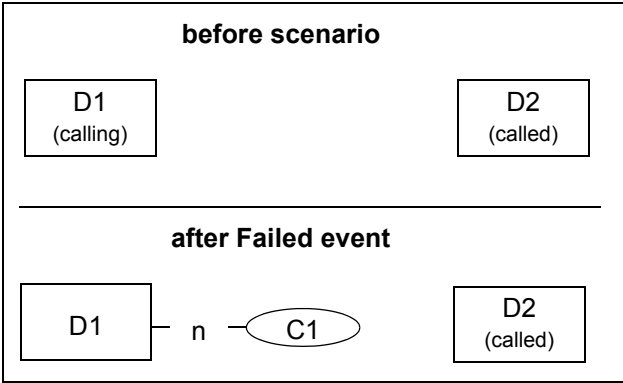 before scenario
D1
(calling)
D2
(called)
after Failed event
D1
n
C1
D2
(called)